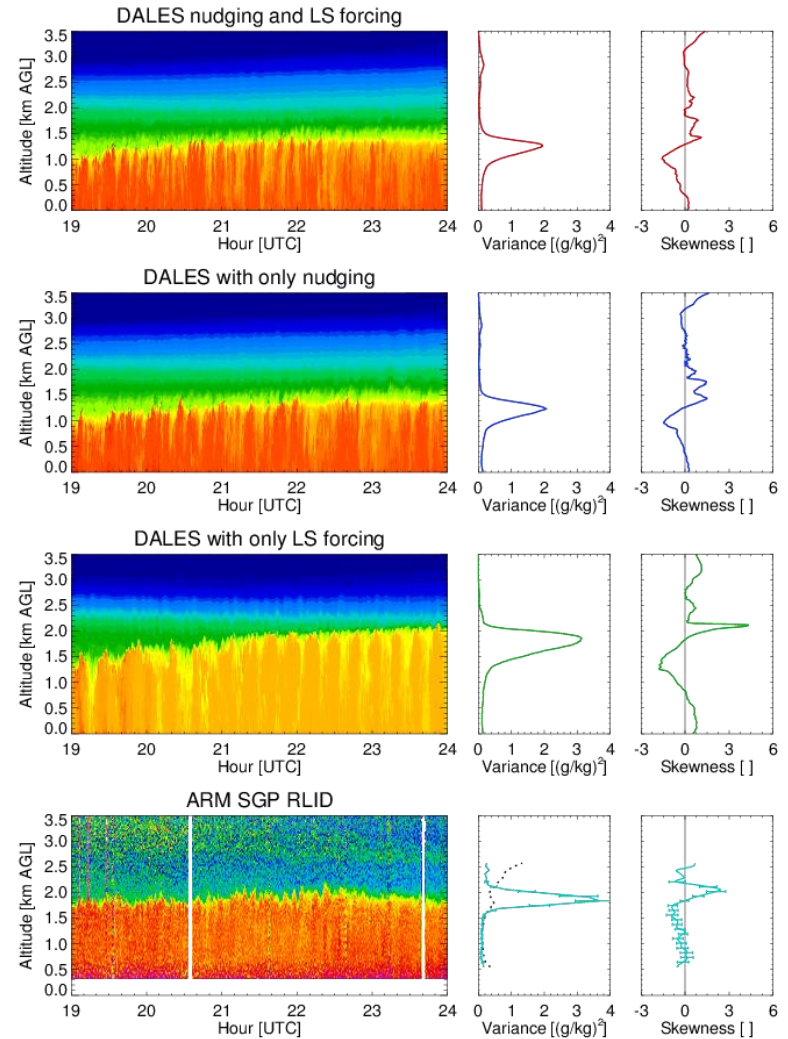 DALES nudging and LS forcing
Altitude [km AGL]
3.5
3.0
2.5
2.0
1.5
1.0
0.5
0.0
19 20 21 22 23 24
Hour [UTC]
0 1 2 3 4
Variance [(g/kg)²]
-3 0 3 6
Skewness [ ]
DALES with only nudging
Altitude [km AGL]
3.5
3.0
2.5
2.0
1.5
1.0
0.5
0.0
19 20 21 22 23 24
Hour [UTC]
0 1 2 3 4
Variance [(g/kg)²]
-3 0 3 6
Skewness [ ]
DALES with only LS forcing
Altitude [km AGL]
3.5
3.0
2.5
2.0
1.5
1.0
0.5
0.0
19 20 21 22 23 24
Hour [UTC]
0 1 2 3 4
Variance [(g/kg)²]
-3 0 3 6
Skewness [ ]
ARM SGP RLID
Altitude [km AGL]
3.5
3.0
2.5
2.0
1.5
1.0
0.5
0.0
19 20 21 22 23 24
Hour [UTC]
0 1 2 3 4
Variance [(g/kg)²]
-3 0 3 6
Skewness [ ]